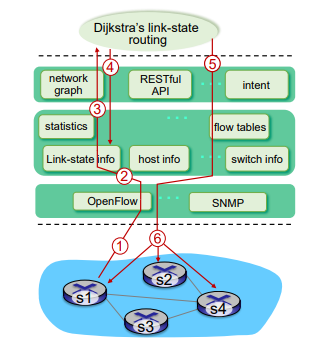 Dijkstra's link-state
routing
4
5
network
graph
RESTful
API
intent
3
statistics
flow tables
Link-state info
host info
switch info
2
OpenFlow
SNMP
1
6
s1
s2
s3
s4